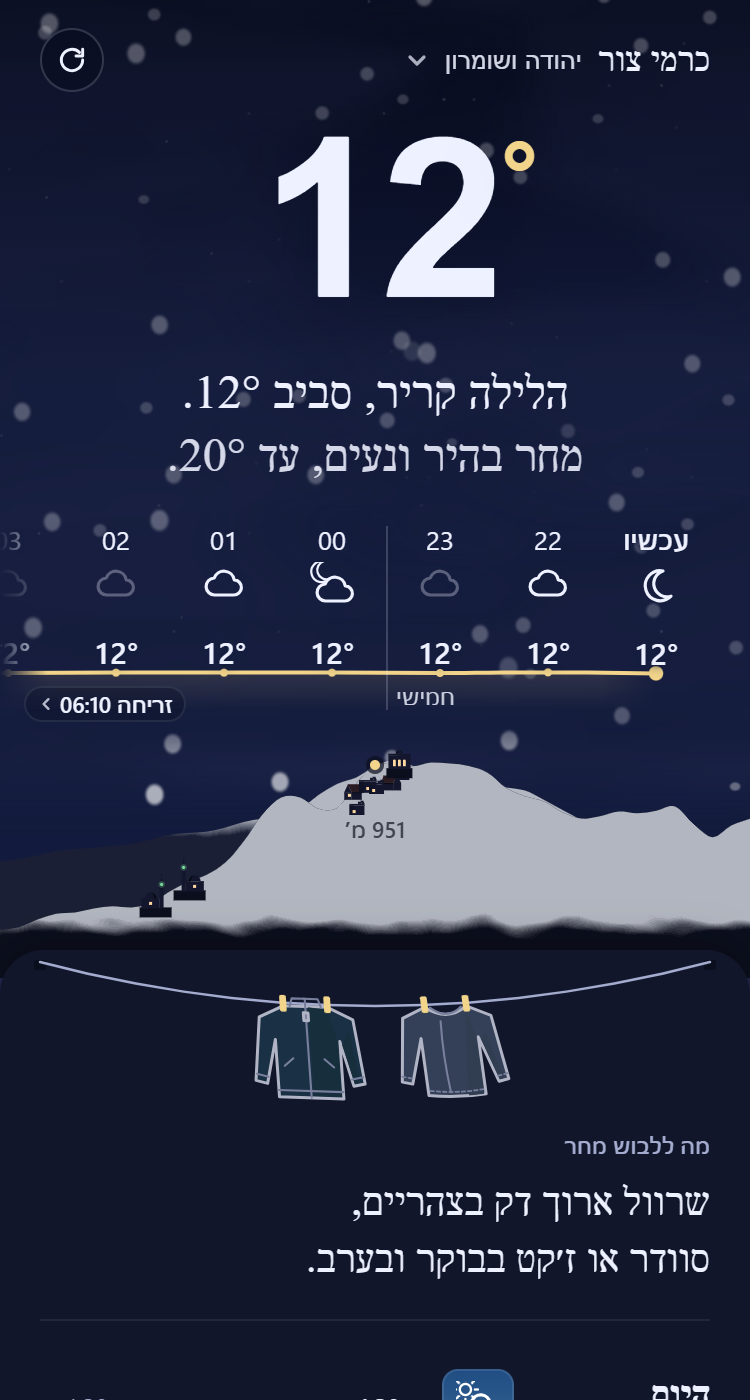 כרמי צור יהודה ושומרון
12°
הלילה קריר, סביב 12°.
מחר בהיר ונעים, עד 20°.
עכשיו 22 23 00 01 02
12° 12° 12° 12° 12° 12°
חמישי
זריחה 06:10
951 מ׳
מה ללבוש מחר
שרוול ארוך דק בצהריים,
סוודר או ז׳קט בבוקר ובערב.
היום